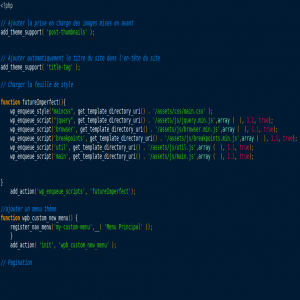 <?php
// Ajouter la prise en charge des images mises en avant
add_theme_support( 'post-thumbnails' );
// Ajouter automatiquement le titre du site dans l'en-tête du site
add_theme_support( 'title-tag' );
// Charger la feuille de style
function futureImperfect(){
wp_enqueue_style("maincss", get_template_directory_uri() . '/assets/css/main.css' );
wp_enqueue_script("jquery", get_template_directory_uri() . '/assets/js/jquery.min.js',array ( ), 1.1, true);
wp_enqueue_script('browser', get_template_directory_uri() . '/assets/js/browser.min.js',array ( ), 1.1, true);
wp_enqueue_script('breakpoints', get_template_directory_uri() . '/assets/js/breakpoints.min.js',array ( ), 1.1, true);
wp_enqueue_script('util', get_template_directory_uri() . '/assets/js/util.js',array ( ), 1.1, true);
wp_enqueue_script('main', get_template_directory_uri() . '/assets/js/main.js',array ( ), 1.1, true);
}
add_action('wp_enqueue_scripts', 'futureImperfect');
//ajouter un menu thème
function wpb_custom_new_menu() {
register_nav_menu('my-custom-menu',__( 'Menu Principal' ));
}
add_action( 'init', 'wpb_custom_new_menu' );
// Pagination